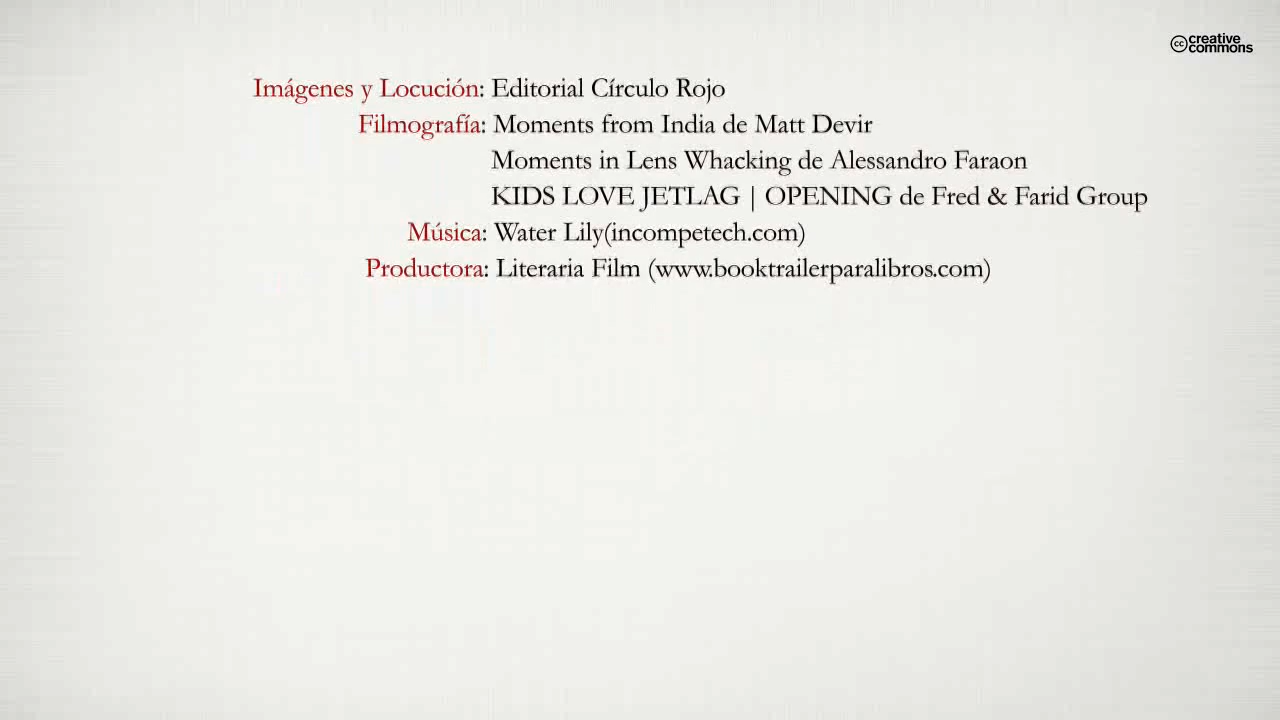 cc creative
commons
Imágenes y Locución: Editorial Círculo Rojo
Filmografía: Moments from India de Matt Devir
Moments in Lens Whacking de Alessandro Faraon
KIDS LOVE JETLAG | OPENING de Fred & Farid Group
Música: Water Lily(incompetech.com)
Productora: Literaria Film (www.booktrailerparalibros.com)